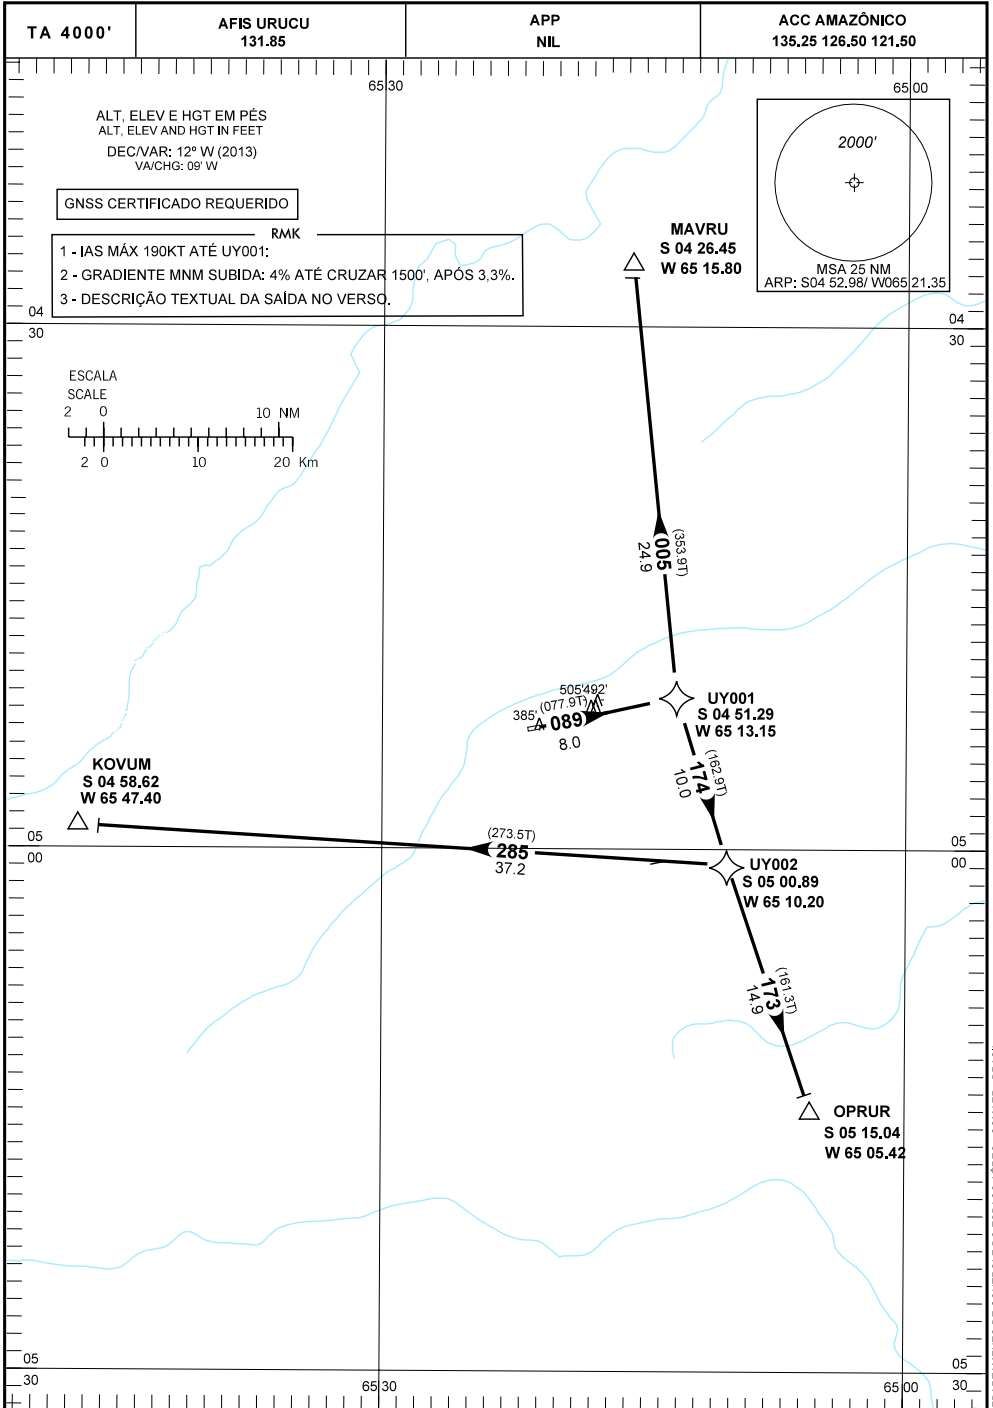 TA 4000'
AFIS URUCU
131.85
APP
NIL
ACC AMAZÔNICO
135.25 126.50 121.50
65 30
65 00
ALT, ELEV E HGT EM PÉS
ALT, ELEV AND HGT IN FEET
DEC/VAR: 12º W (2013)
VA/CHG: 09' W
GNSS CERTIFICADO REQUERIDO
RMK
1 - IAS MÁX 190KT ATÉ UY001:
2 - GRADIENTE MNM SUBIDA: 4% ATÉ CRUZAR 1500', APÓS 3,3%.
3 - DESCRIÇÃO TEXTUAL DA SAÍDA NO VERSO.
2000'
MSA 25 NM
ARP: S04 52.98/ W065 21.35
MAVRU
S 04 26.45
W 65 15.80
04
30
04
30
ESCALA
SCALE
2 0 10 NM
2 0 10 20 Km
(353.9T)
005
24.9
505'492'
385'
(077.9T)
089
8.0
UY001
S 04 51.29
W 65 13.15
(162.9T)
174
10.0
KOVUM
S 04 58.62
W 65 47.40
05
00
05
00
(273.5T)
285
37.2
UY002
S 05 00.89
W 65 10.20
(161.3T)
173
14.9
OPRUR
S 05 15.04
W 65 05.42
05
30
05
30
65 30
65 00